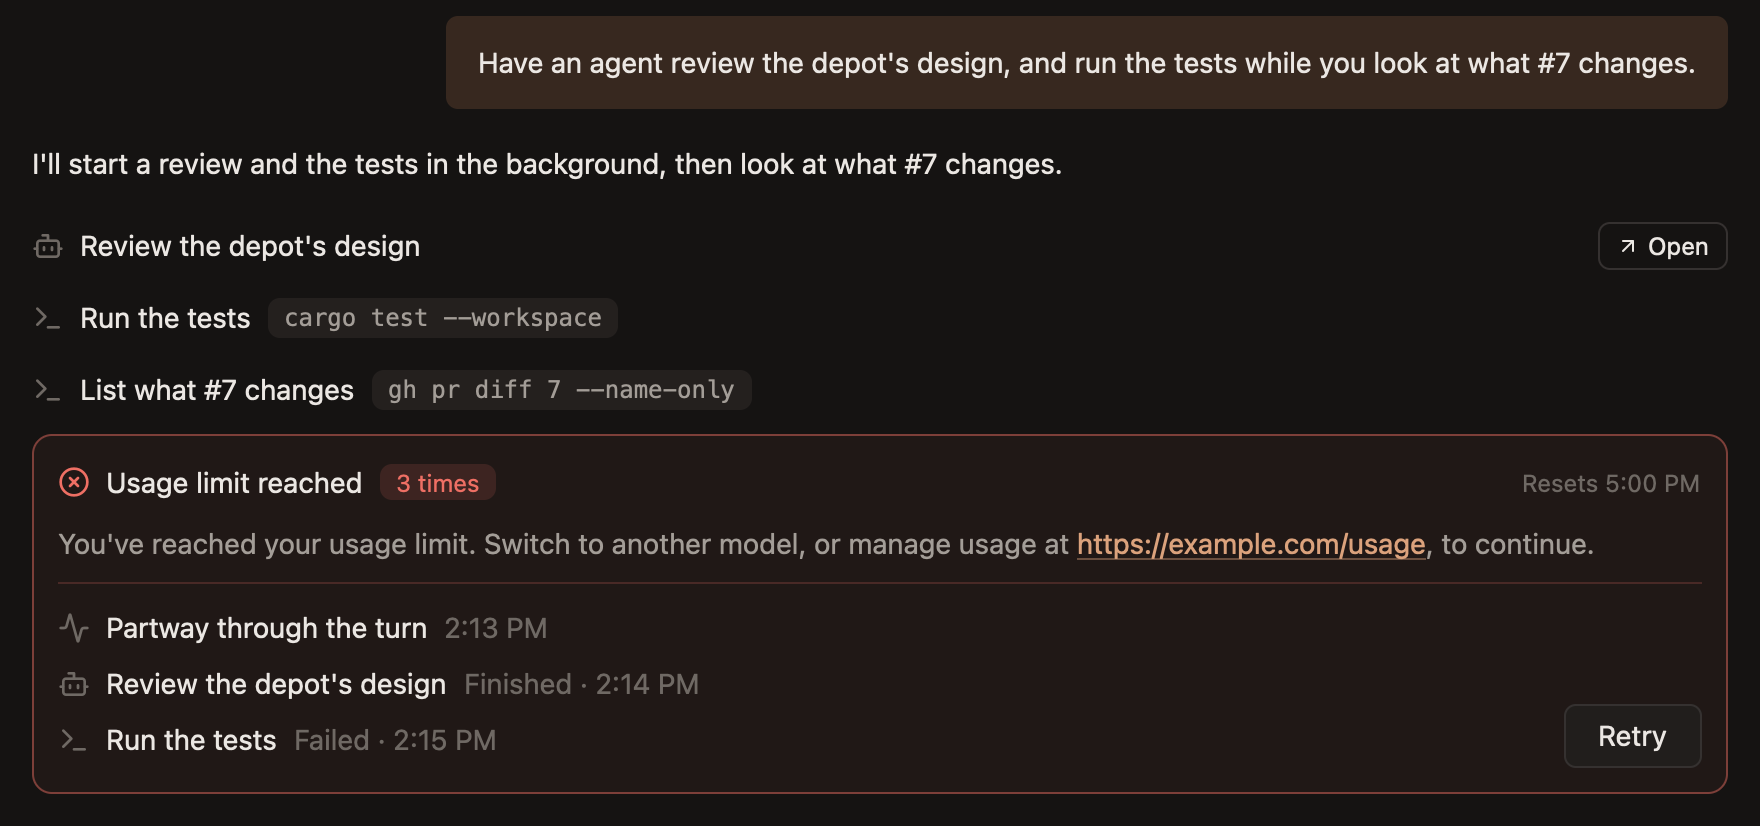 Have an agent review the depot's design, and run the tests while you look at what #7 changes.
I'll start a review and the tests in the background, then look at what #7 changes.
Review the depot's design
Open
Run the tests cargo test --workspace
List what #7 changes gh pr diff 7 --name-only
Usage limit reached 3 times Resets 5:00 PM
You've reached your usage limit. Switch to another model, or manage usage at https://example.com/usage, to continue.
Partway through the turn 2:13 PM
Review the depot's design Finished · 2:14 PM
Run the tests Failed · 2:15 PM
Retry